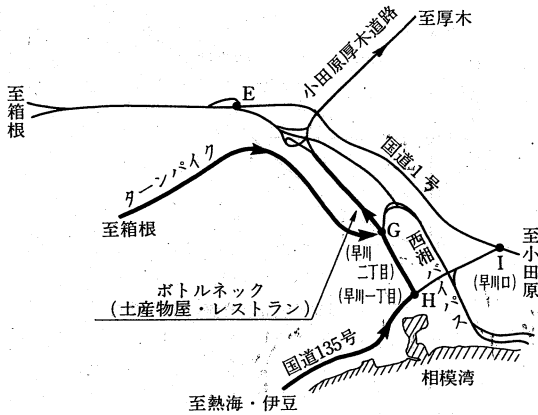 至厚木
小田原厚木道路
E
至箱根
国道1号
ターンパイク
至箱根
G
(早川
二丁目)
西湘バイパス
I
(早川口)
至小田原
ボトルネック
(土産物屋・レストラン)
(早川一丁目)
H
国道135号
相模湾
至熱海・伊豆